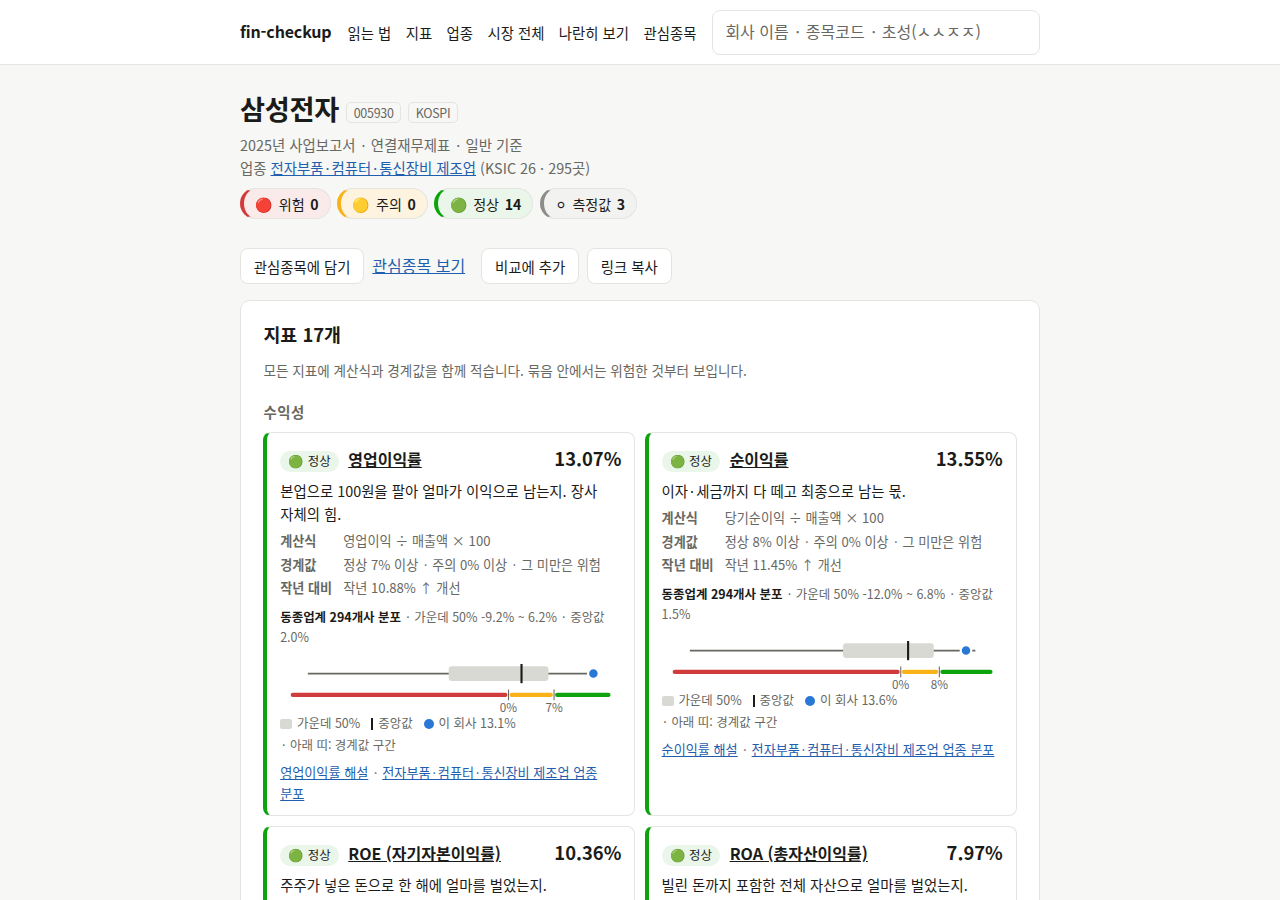 fin-checkup 읽는 법 지표 업종 시장 전체 나란히 보기 관심종목 회사 이름 · 종목코드 · 초성(ㅅㅅㅈㅈ)
삼성전자 005930 KOSPI
2025년 사업보고서 · 연결재무제표 · 일반 기준
업종 전자부품·컴퓨터·통신장비 제조업 (KSIC 26 · 295곳)
위험 0 주의 0 정상 14 측정값 3
관심종목에 담기 관심종목 보기 비교에 추가 링크 복사
지표 17개
모든 지표에 계산식과 경계값을 함께 적습니다. 묶음 안에서는 위험한 것부터 보입니다.
수익성
정상 영업이익률 13.07%
본업으로 100원을 팔아 얼마가 이익으로 남는지. 장사
자체의 힘.
계산식 영업이익 ÷ 매출액 × 100
경계값 정상 7% 이상 · 주의 0% 이상 · 그 미만은 위험
작년 대비 작년 10.88% ↑ 개선
동종업계 294개사 분포 · 가운데 50% -9.2% ~ 6.2% · 중앙값
2.0%
0% 7%
가운데 50% 중앙값 이 회사 13.1%
· 아래 띠: 경계값 구간
영업이익률 해설 · 전자부품·컴퓨터·통신장비 제조업 업종
분포
정상 순이익률 13.55%
이자·세금까지 다 떼고 최종으로 남는 몫.
계산식 당기순이익 ÷ 매출액 × 100
경계값 정상 8% 이상 · 주의 0% 이상 · 그 미만은 위험
작년 대비 작년 11.45% ↑ 개선
동종업계 294개사 분포 · 가운데 50% -12.0% ~ 6.8% · 중앙값
1.5%
0% 8%
가운데 50% 중앙값 이 회사 13.6%
· 아래 띠: 경계값 구간
순이익률 해설 · 전자부품·컴퓨터·통신장비 제조업 업종 분포
정상 ROE (자기자본이익률) 10.36%
주주가 넣은 돈으로 한 해에 얼마를 벌었는지.
정상 ROA (총자산이익률) 7.97%
빌린 돈까지 포함한 전체 자산으로 얼마를 벌었는지.